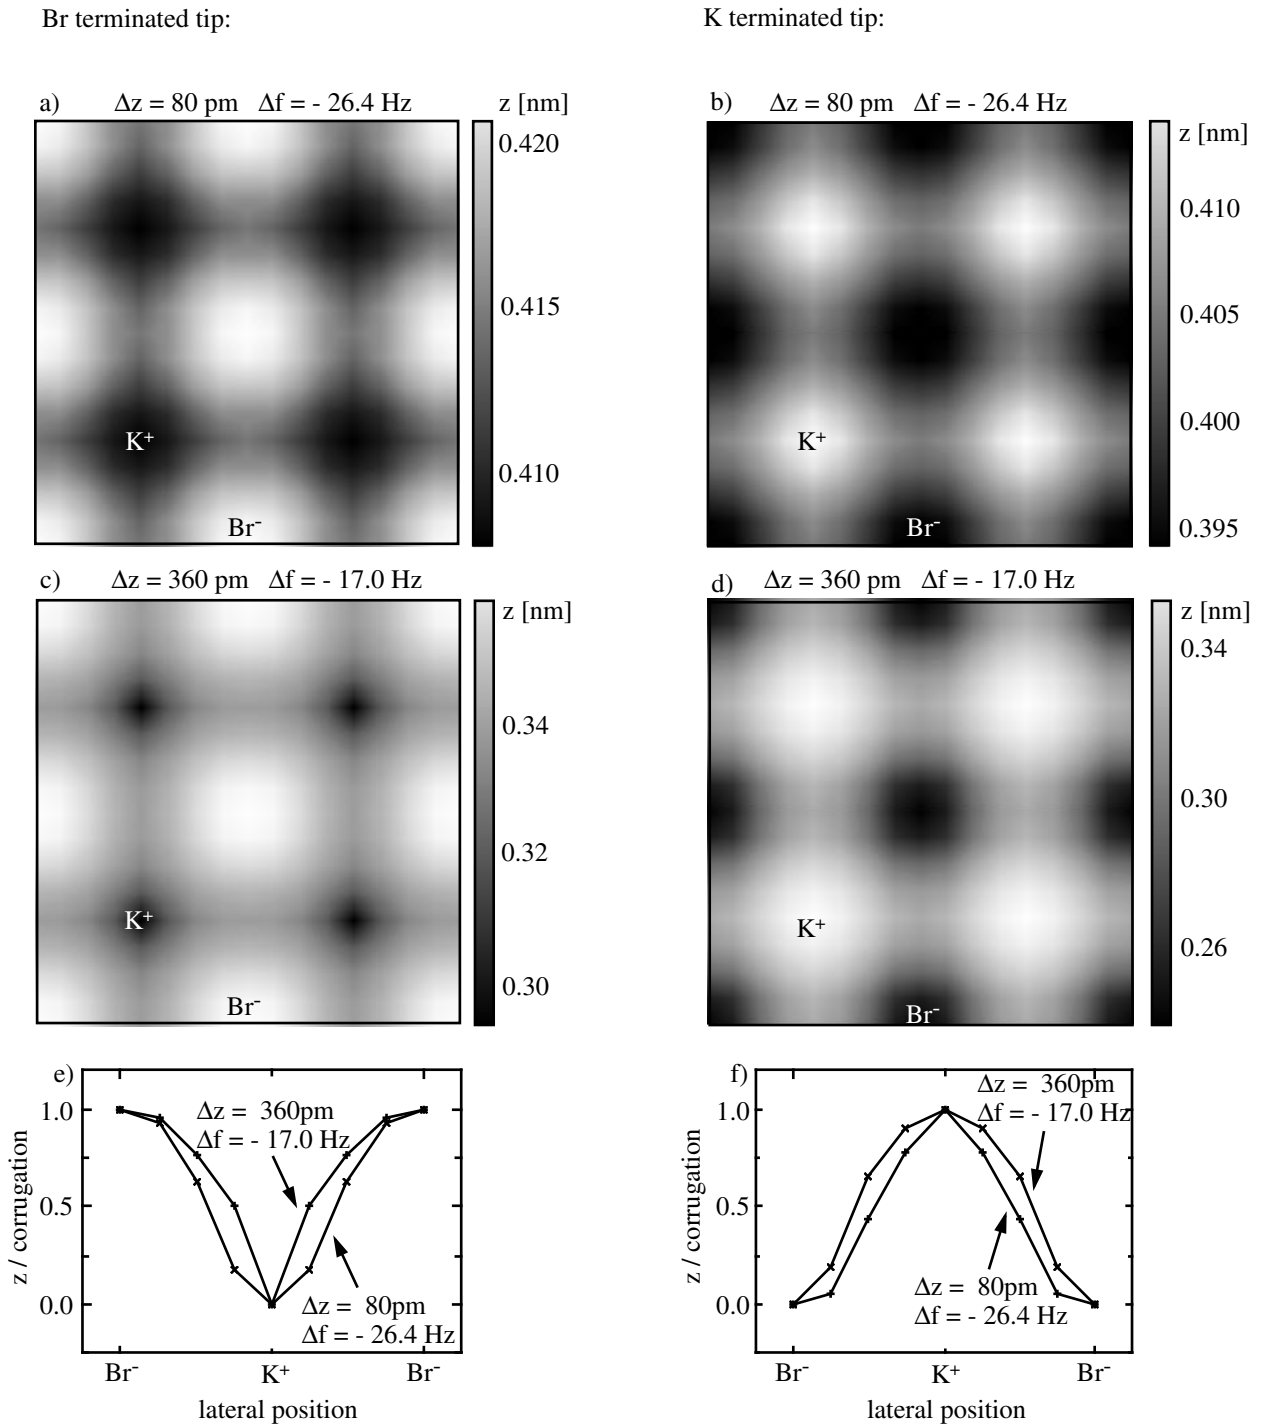 Br terminated tip:
K terminated tip:
a) Δz = 80 pm Δf = - 26.4 Hz z [nm]
0.420
0.415
0.410
K⁺
Br⁻
b) Δz = 80 pm Δf = - 26.4 Hz
z [nm]
0.410
0.405
0.400
0.395
K⁺
Br⁻
c) Δz = 360 pm Δf = - 17.0 Hz
z [nm]
0.34
0.32
0.30
K⁺
Br⁻
d) Δz = 360 pm Δf = - 17.0 Hz
z [nm]
0.34
0.30
0.26
K⁺
Br⁻
e)
z / corrugation
1.0
0.5
0.0
Δz = 360pm
Δf = - 17.0 Hz
Δz = 80pm
Δf = - 26.4 Hz
Br⁻ K⁺ Br⁻
lateral position
f)
z / corrugation
1.0
0.5
0.0
Δz = 360pm
Δf = - 17.0 Hz
Δz = 80pm
Δf = - 26.4 Hz
Br⁻ K⁺ Br⁻
lateral position